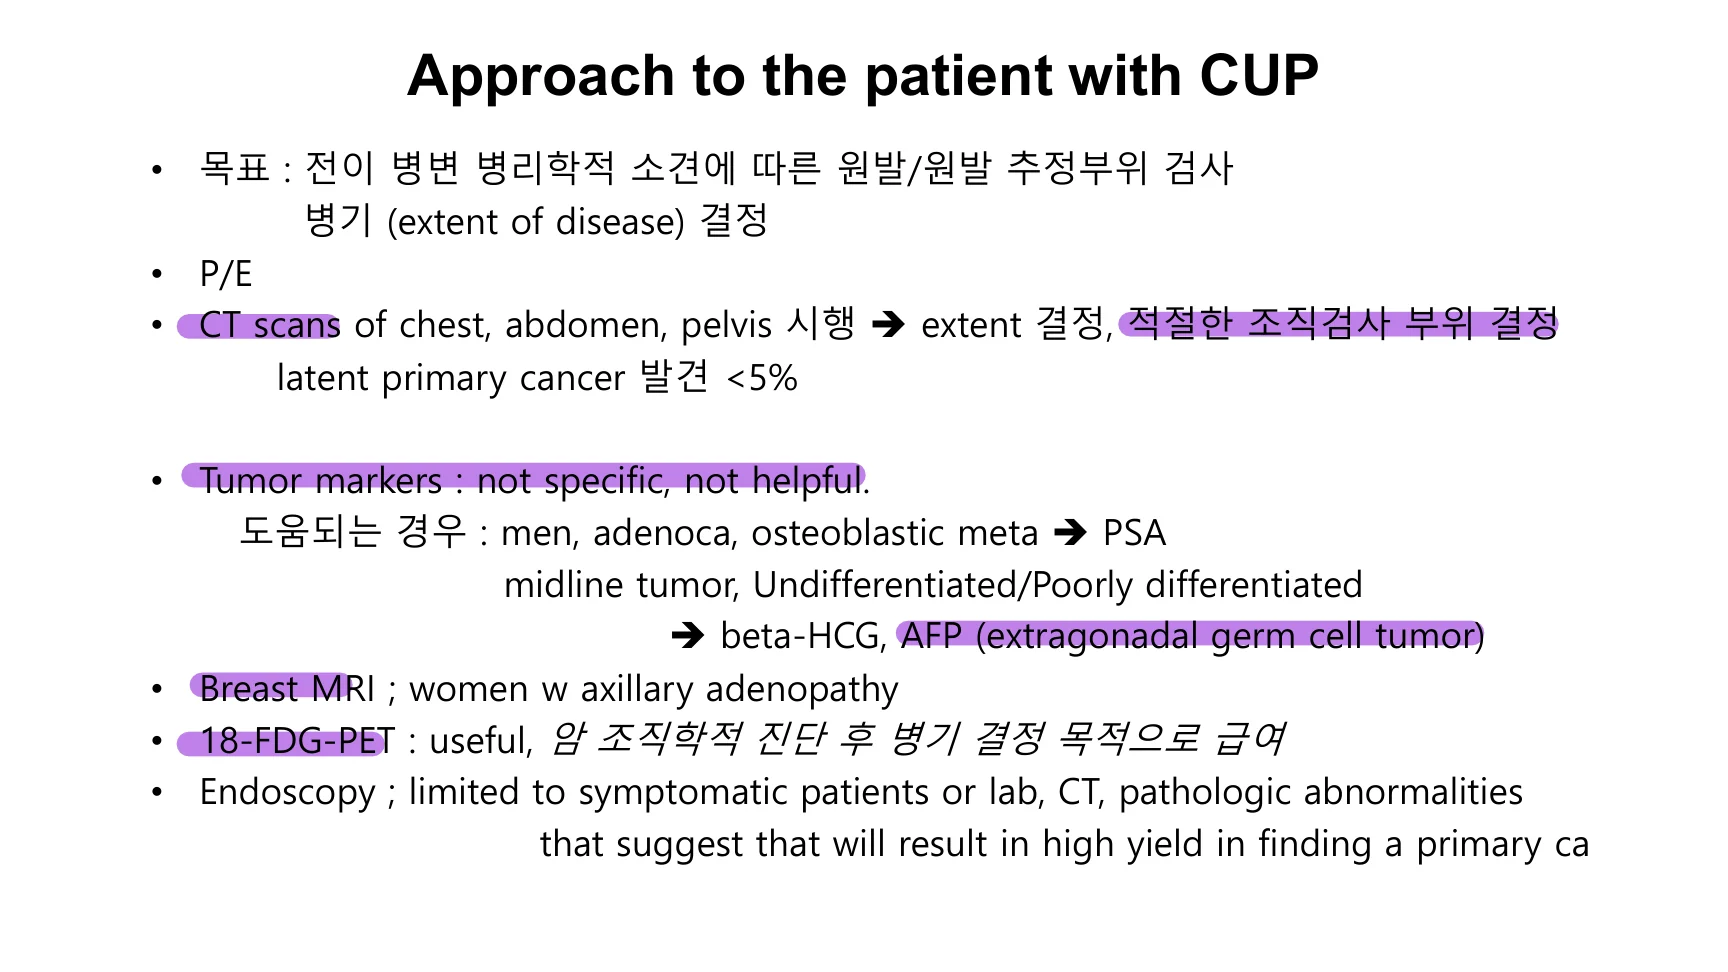 Approach to the patient with CUP
• 목표 : 전이 병변 병리학적 소견에 따른 원발/원발 추정부위 검사
병기 (extent of disease) 결정
• P/E
• CT scans of chest, abdomen, pelvis 시행 ➔ extent 결정, 적절한 조직검사 부위 결정
latent primary cancer 발견 <5%
• Tumor markers : not specific, not helpful.
도움되는 경우 : men, adenoca, osteoblastic meta ➔ PSA
midline tumor, Undifferentiated/Poorly differentiated
➔ beta-HCG, AFP (extragonadal germ cell tumor)
• Breast MRI ; women w axillary adenopathy
• 18-FDG-PET : useful, 암 조직학적 진단 후 병기 결정 목적으로 급여
• Endoscopy ; limited to symptomatic patients or lab, CT, pathologic abnormalities
that suggest that will result in high yield in finding a primary ca